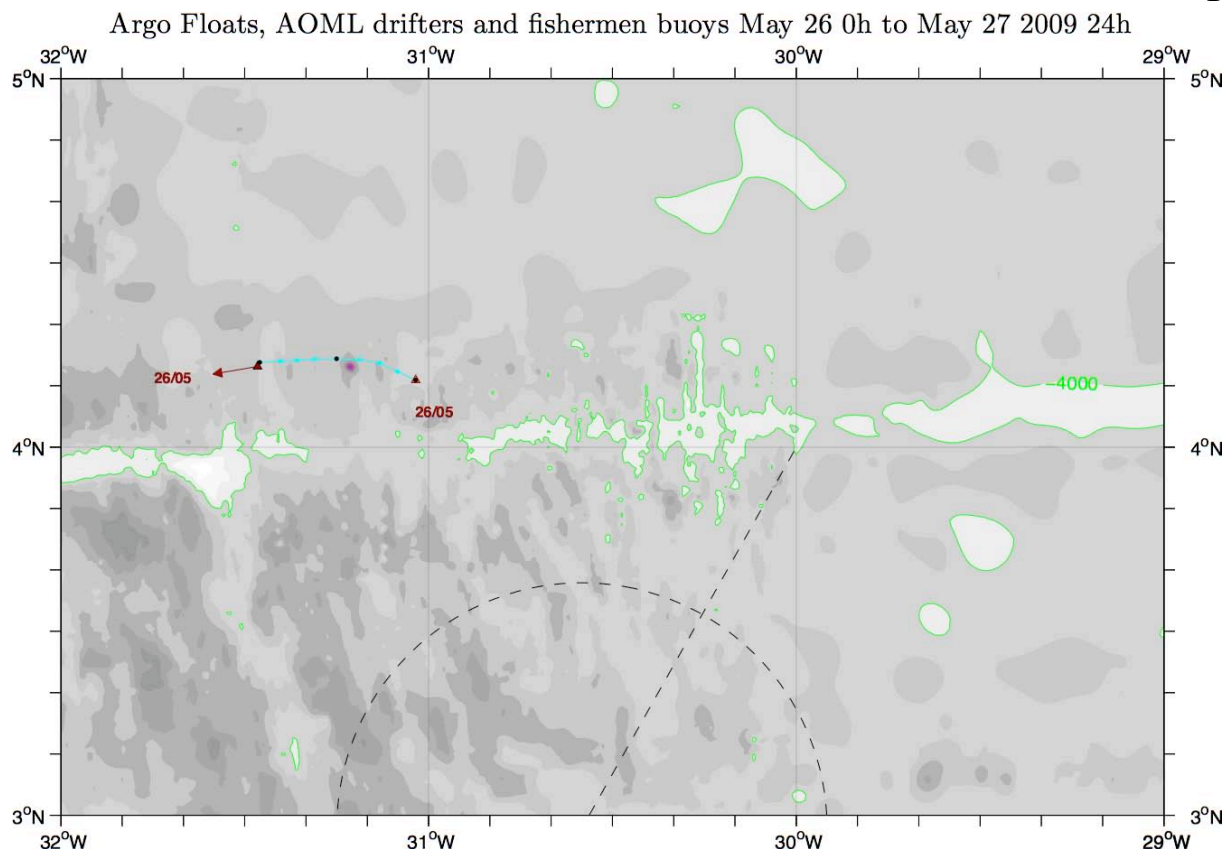 Argo Floats, AOML drifters and fishermen buoys May 26 0h to May 27 2009 24h
32°W 31°W 30°W 29°W
5°N 5°N
26/05
-4000
26/05
4°N 4°N
3°N 3°N
32°W 31°W 30°W 29°W